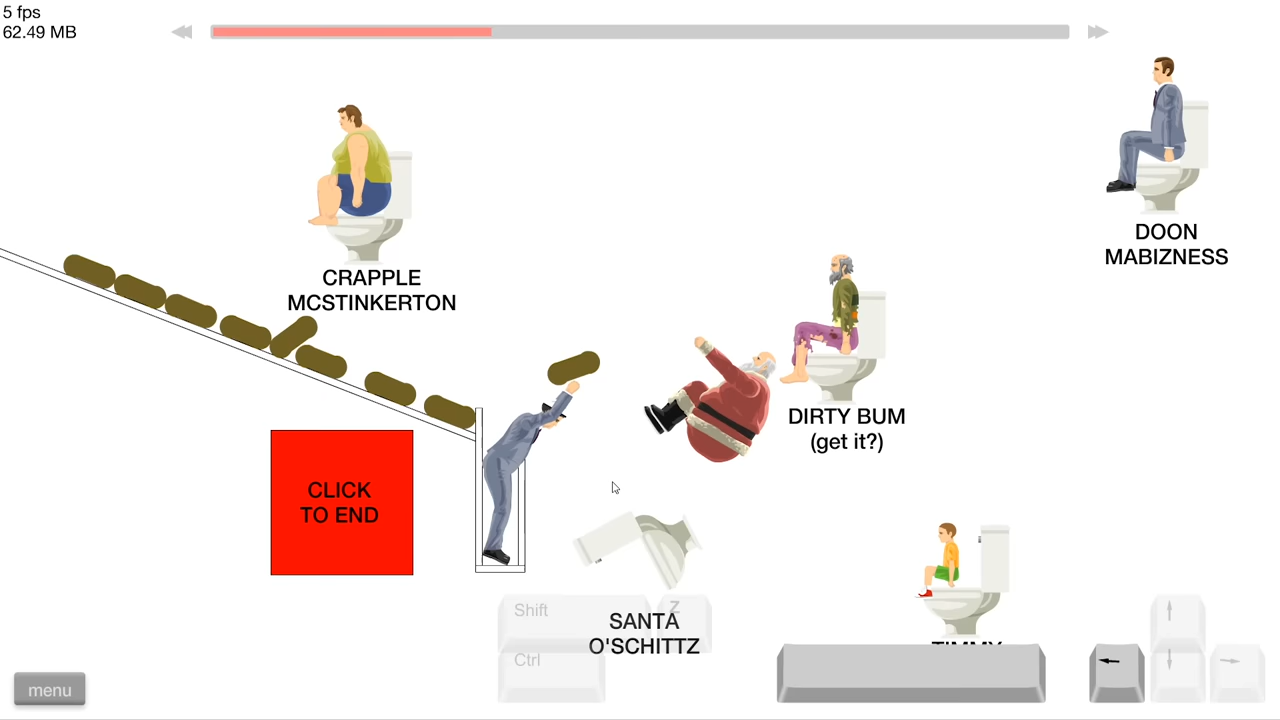 5 fps
62.49 MB
DOON
MABIZNESS
CRAPPLE
MCSTINKERTON
DIRTY BUM
(get it?)
CLICK
TO END
Shift
Z
SANTA
O'SCHITTZ
TIMMY
Ctrl
menu